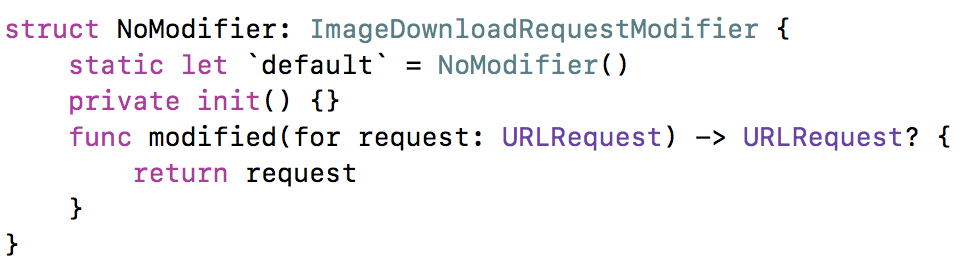 struct NoModifier: ImageDownloadRequestModifier {
    static let `default` = NoModifier()
    private init() {}
    func modified(for request: URLRequest) -> URLRequest? {
        return request
    }
}